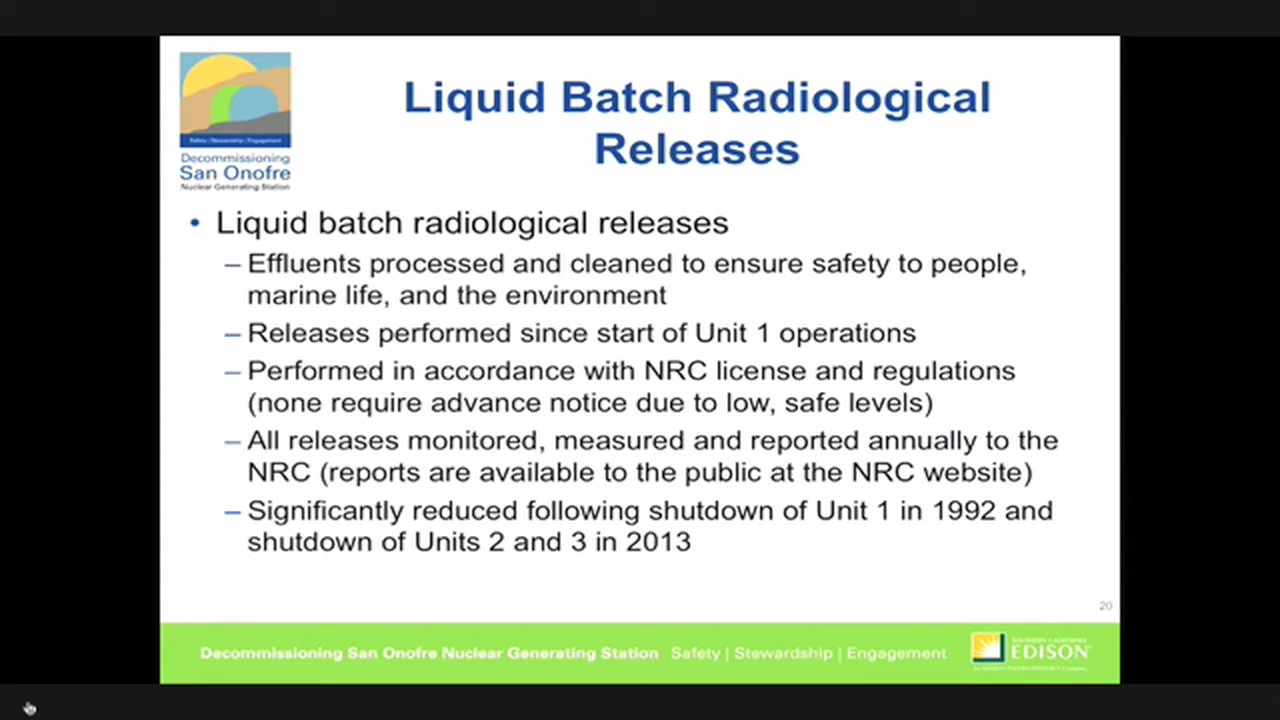 Safety | Stewardship | Engagement
Decommissioning
San Onofre
Nuclear Generating Station
Liquid Batch Radiological
Releases
• Liquid batch radiological releases
– Effluents processed and cleaned to ensure safety to people,
marine life, and the environment
– Releases performed since start of Unit 1 operations
– Performed in accordance with NRC license and regulations
(none require advance notice due to low, safe levels)
– All releases monitored, measured and reported annually to the
NRC (reports are available to the public at the NRC website)
– Significantly reduced following shutdown of Unit 1 in 1992 and
shutdown of Units 2 and 3 in 2013
20
Decommissioning San Onofre Nuclear Generating Station Safety | Stewardship | Engagement
SOUTHERN CALIFORNIA
EDISON